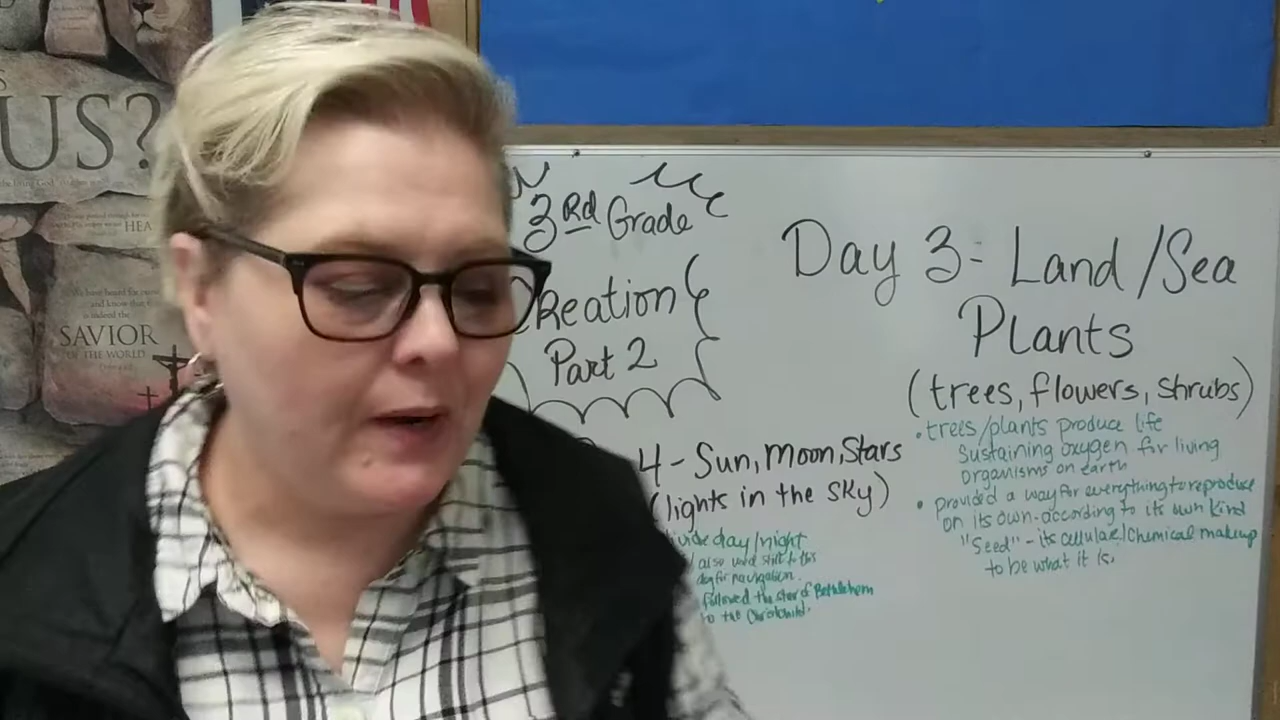 US?
HEA
SAVIOR
OF THE WORLD
3Rd Grade
Creation
Part 2
Day 3: Land/Sea
Plants
(trees, flowers, shrubs)
• trees/plants produce life
sustaining oxygen for living
organisms on earth
• provided a way for everything to reproduce
on its own-according to its own kind
"Seed" - its cellular/chemical makeup
to be what it is.
4 - Sun, Moon, Stars
(lights in the sky)
day/night
also used still to this
day for navigation.
followed the star of Bethlehem
to the Christchild.